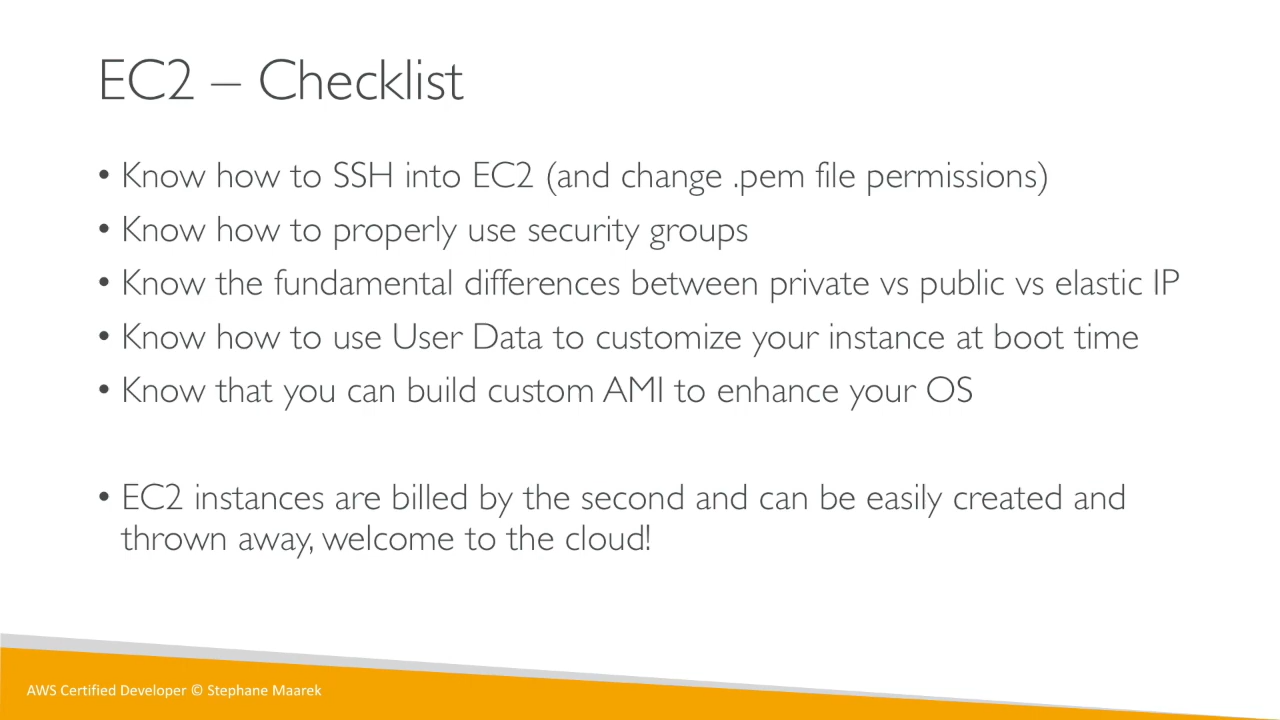 EC2 – Checklist
• Know how to SSH into EC2 (and change .pem file permissions)
• Know how to properly use security groups
• Know the fundamental differences between private vs public vs elastic IP
• Know how to use User Data to customize your instance at boot time
• Know that you can build custom AMI to enhance your OS
• EC2 instances are billed by the second and can be easily created and
thrown away, welcome to the cloud!
AWS Certified Developer © Stephane Maarek